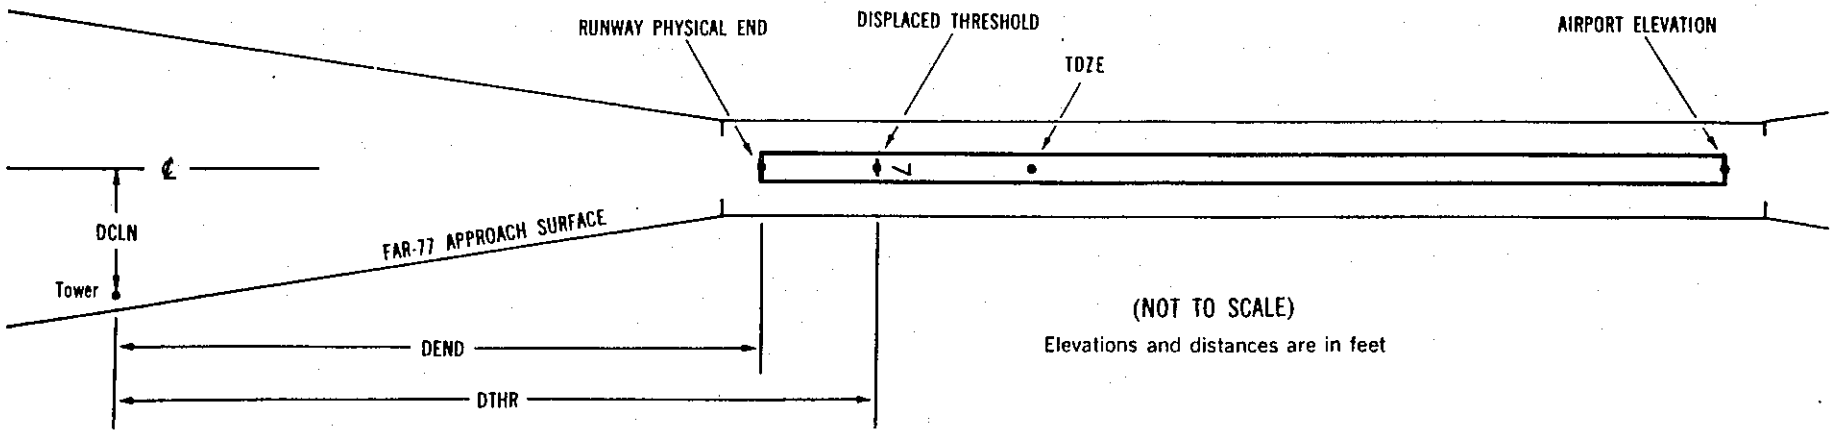 RUNWAY PHYSICAL END
DISPLACED THRESHOLD
AIRPORT ELEVATION
TDZE
℄
DCLN
FAR-77 APPROACH SURFACE
Tower
(NOT TO SCALE)
Elevations and distances are in feet
DEND
DTHR